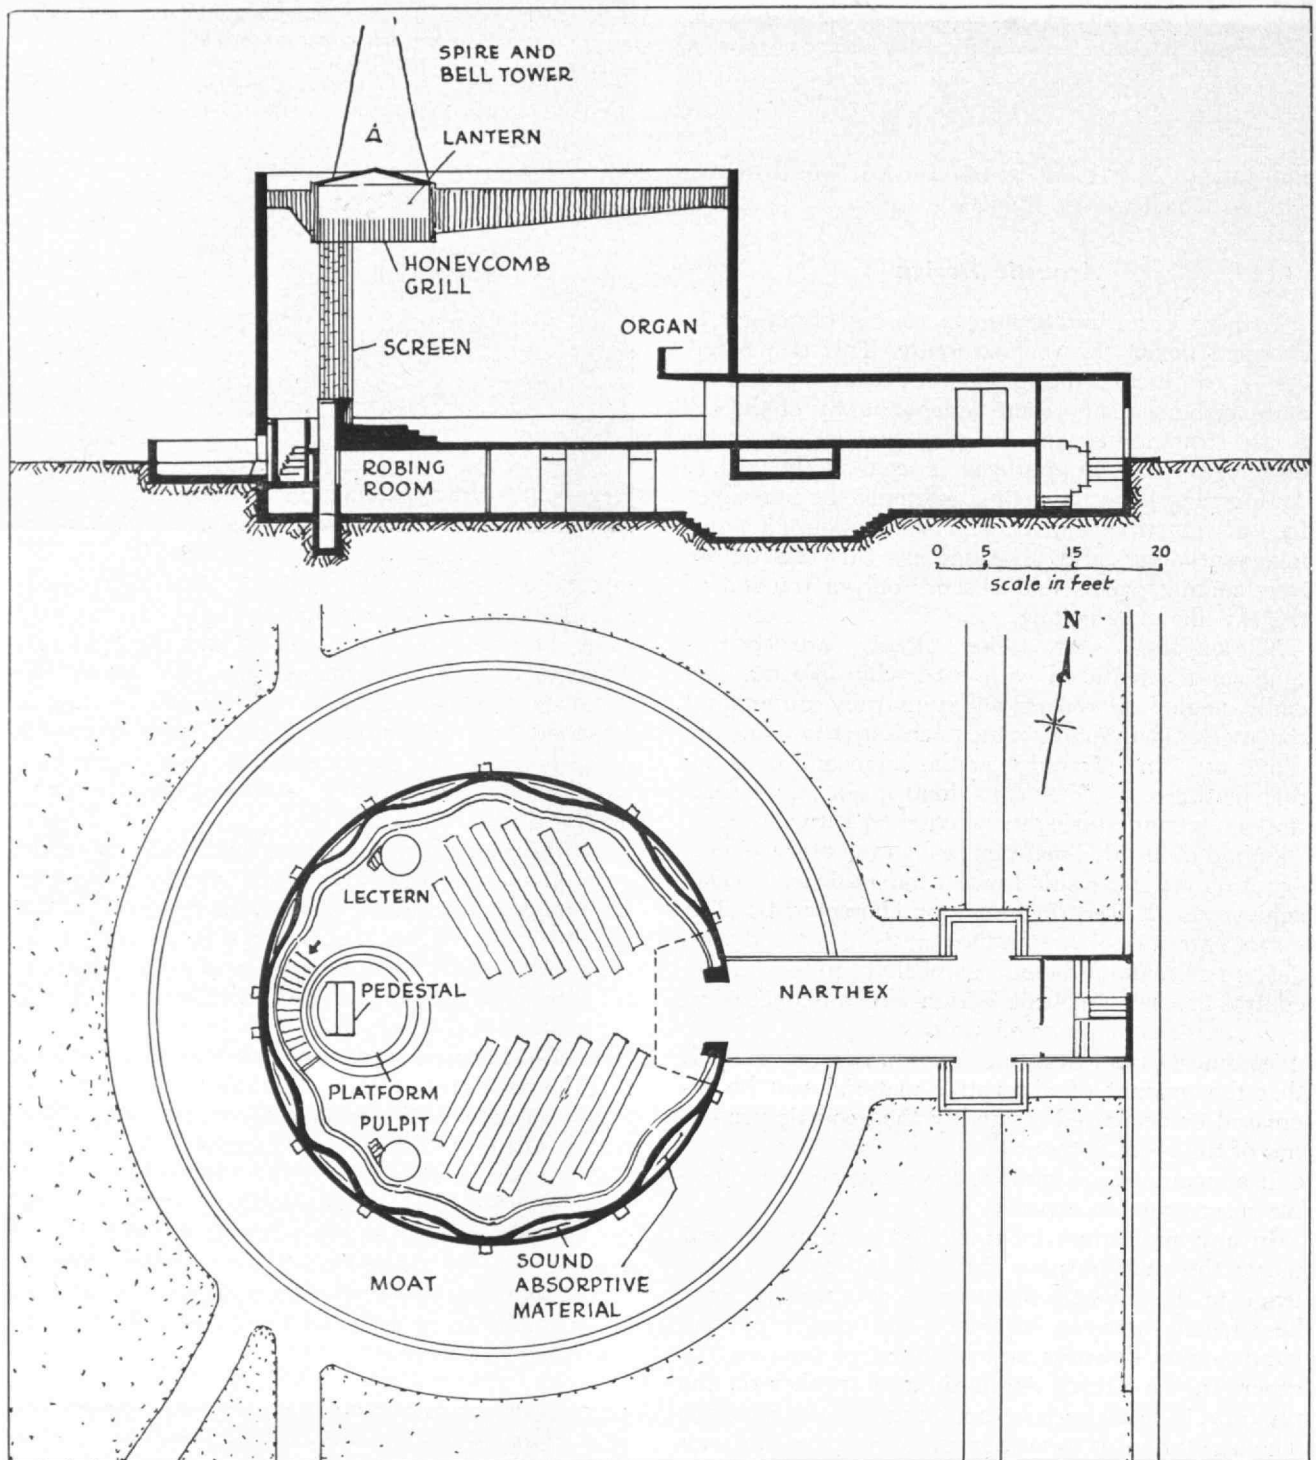 SPIRE AND
BELL TOWER
LANTERN
HONEYCOMB
GRILL
SCREEN
ORGAN
ROBING
ROOM
0 5 15 20
scale in feet
N
LECTERN
PEDESTAL
NARTHEX
PLATFORM
PULPIT
MOAT
SOUND
ABSORPTIVE
MATERIAL